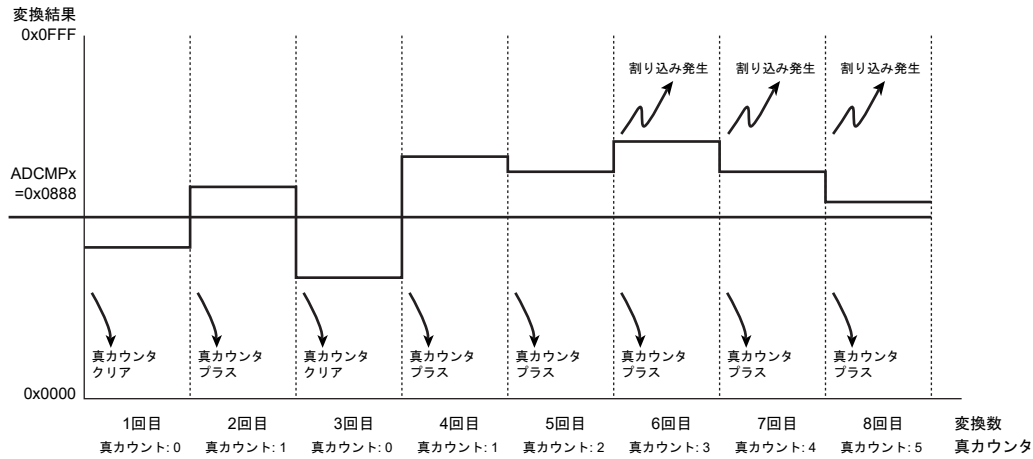 変換結果
0x0FFF
割り込み発生 割り込み発生 割り込み発生
ADCMPx
=0x0888
真カウンタ
クリア
真カウンタ
プラス
真カウンタ
クリア
真カウンタ
プラス
真カウンタ
プラス
真カウンタ
プラス
真カウンタ
プラス
真カウンタ
プラス
0x0000
1回目 2回目 3回目 4回目 5回目 6回目 7回目 8回目 変換数
真カウント: 0 真カウント: 1 真カウント: 0 真カウント: 1 真カウント: 2 真カウント: 3 真カウント: 4 真カウント: 5 真カウンタ